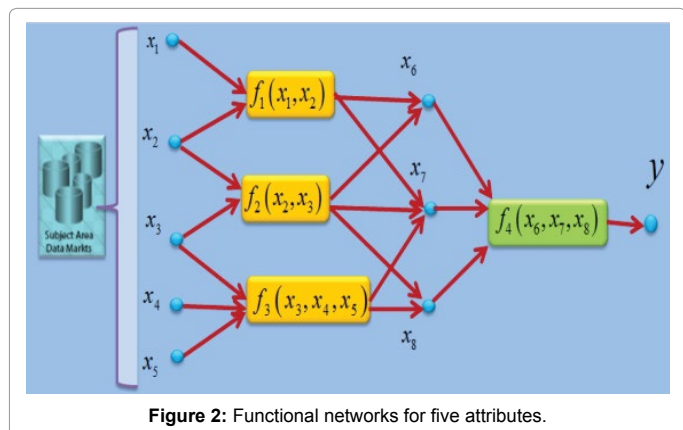 x₁
x₂
x₃
x₄
x₅
Subject Area
Data Markts
f₁(x₁,x₂)
f₂(x₂,x₃)
f₃(x₃,x₄,x₅)
x₆
x₇
x₈
f₄(x₆,x₇,x₈)
y
Figure 2: Functional networks for five attributes.